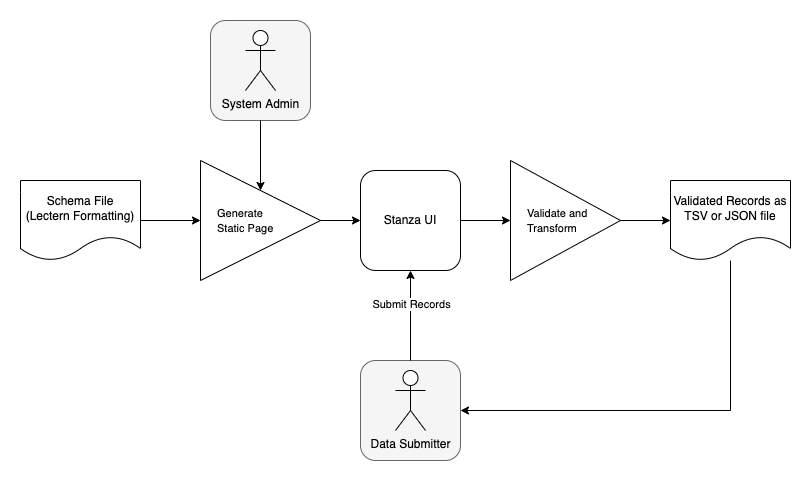 System Admin
Schema File
(Lectern Formatting)
Generate
Static Page
Stanza UI
Validate and
Transform
Validated Records as
TSV or JSON file
Submit Records
Data Submitter